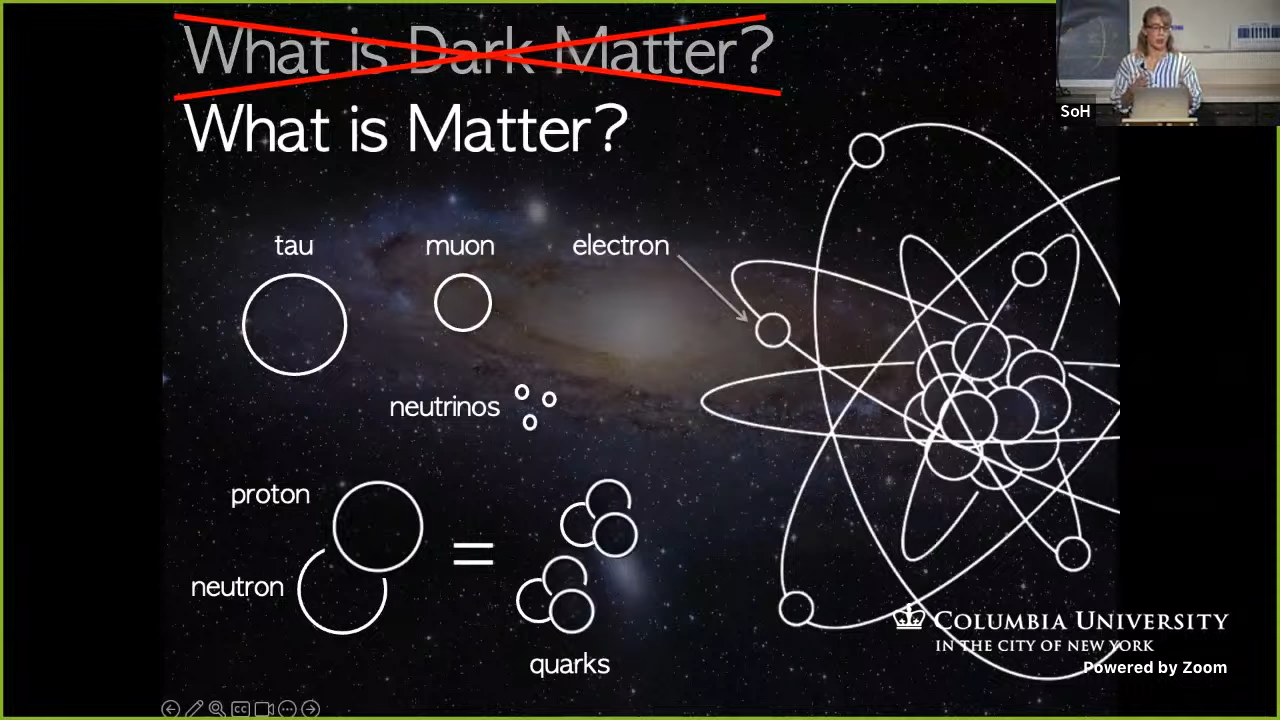 What is Dark Matter?
SoH
What is Matter?
tau
muon
electron
neutrinos
proton
=
neutron
quarks
COLUMBIA UNIVERSITY
IN THE CITY OF NEW YORK
Powered by Zoom
CC